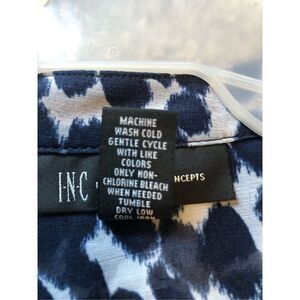 MACHINE
WASH COLD
GENTLE CYCLE
WITH LIKE
COLORS
ONLY NON-
CHLORINE BLEACH
WHEN NEEDED
TUMBLE
DRY LOW
COOL IRON
I·N·C
NCEPTS